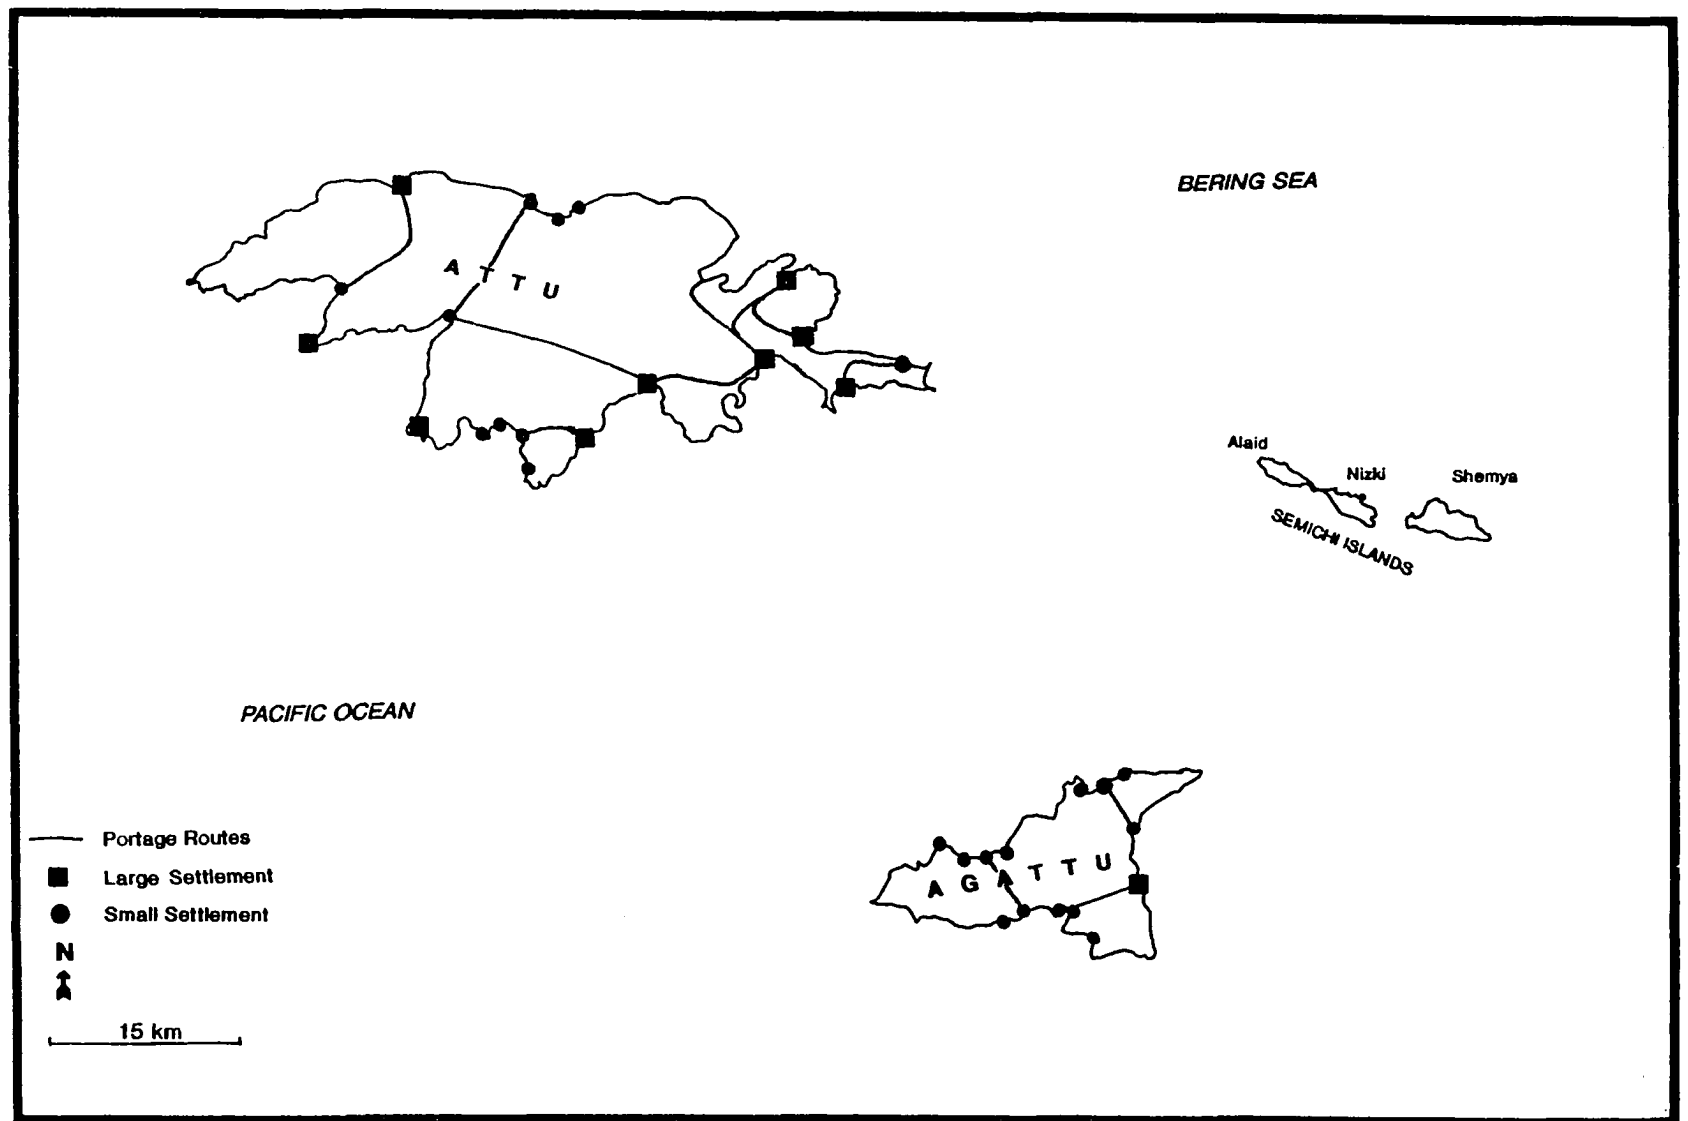 BERING SEA
A T T U
Alaid
Nizki
Shemya
SEMICHI ISLANDS
PACIFIC OCEAN
A G A T T U
Portage Routes
Large Settlement
Small Settlement
N
15 km